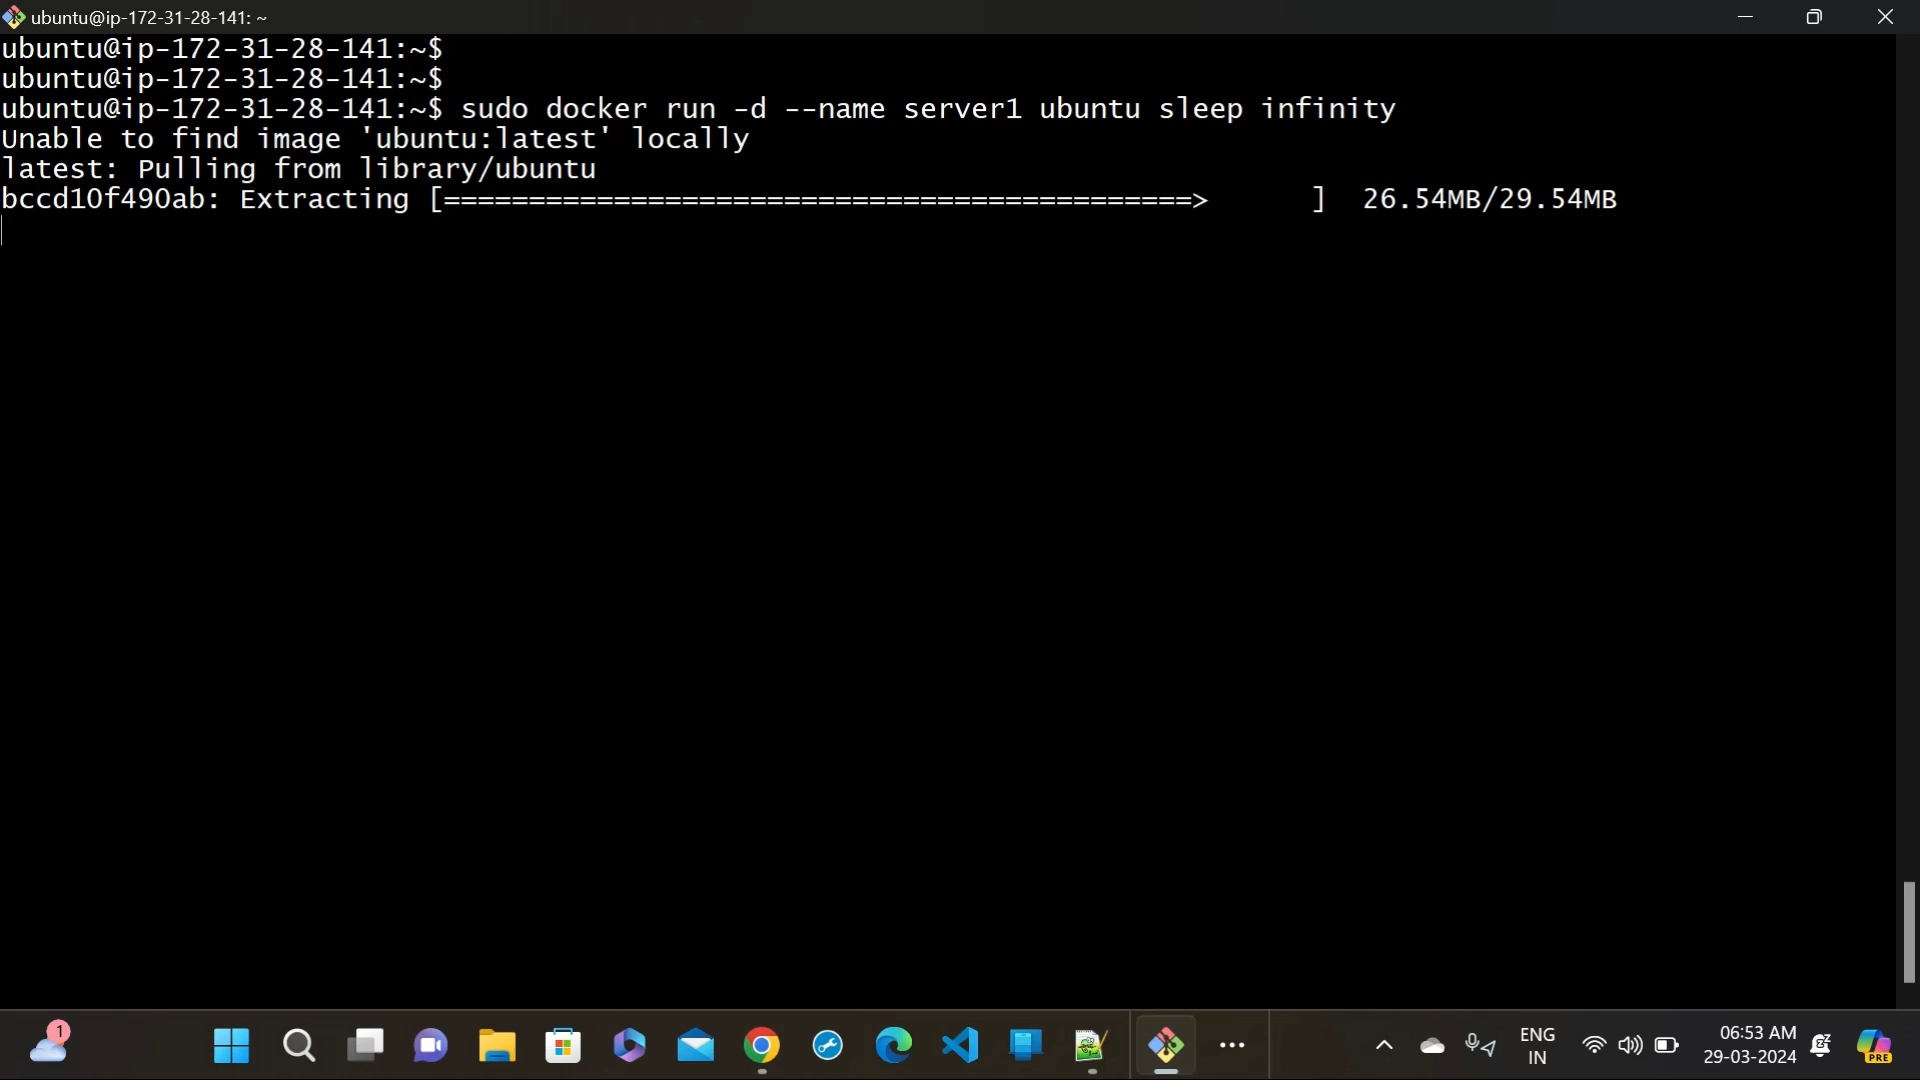 ubuntu@ip-172-31-28-141: ~
ubuntu@ip-172-31-28-141:~$
ubuntu@ip-172-31-28-141:~$
ubuntu@ip-172-31-28-141:~$ sudo docker run -d --name server1 ubuntu sleep infinity
Unable to find image 'ubuntu:latest' locally
latest: Pulling from library/ubuntu
bccd10f490ab: Extracting [============================================>      ]  26.54MB/29.54MB
1
ENG
IN
06:53 AM
29-03-2024
PRE